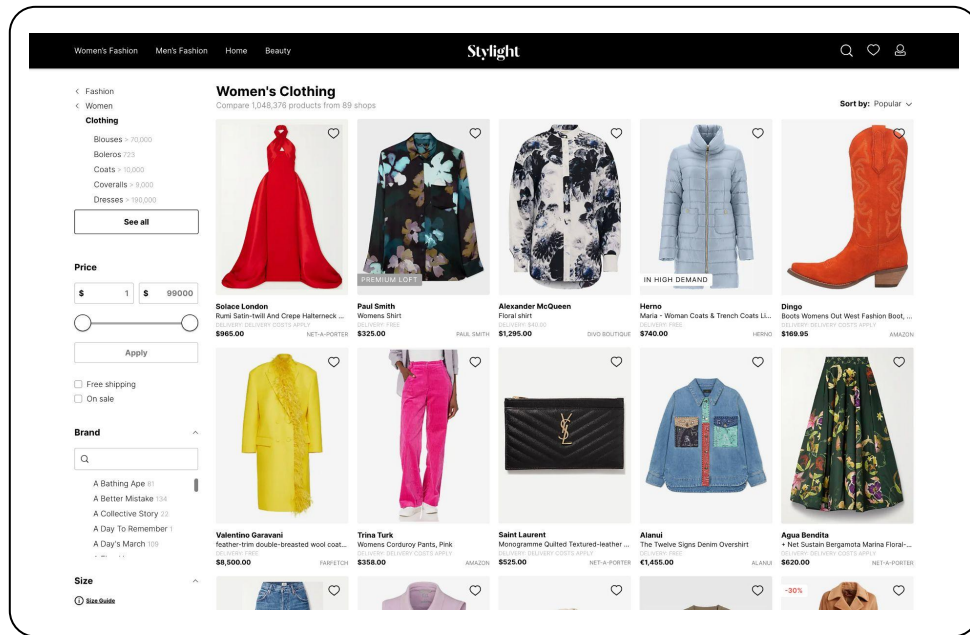 Women's Fashion Men's Fashion Home Beauty
Stylight
Fashion
Women
Clothing
Blouses > 70,000
Boleros 723
Coats > 10,000
Coveralls > 9,000
Dresses > 190,000
See all
Price
$ 1 $ 99000
Apply
Free shipping
On sale
Brand
A Bathing Ape 61
A Better Mistake 134
A Collective Story 22
A Day To Remember 1
A Day's March 109
Size
Size Guide
Women's Clothing
Compare 1,048,376 products from 89 shops
Sort by: Popular
Solace London
Rumi Satin-twill And Crepe Halterneck ...
DELIVERY: DELIVERY COSTS APPLY
$965.00 NET-A-PORTER
PREMIUM LOFT
Paul Smith
Womens Shirt
DELIVERY: FREE
$325.00 PAUL SMITH
Alexander McQueen
Floral shirt
DELIVERY: $40.00
$1,295.00 DIVO BOUTIQUE
IN HIGH DEMAND
Herno
Maria - Woman Coats & Trench Coats Li...
DELIVERY: FREE
$740.00 HERNO
Dingo
Boots Womens Out West Fashion Boot, ...
DELIVERY: DELIVERY COSTS APPLY
$169.95 AMAZON
Valentino Garavani
feather-trim double-breasted wool coat...
DELIVERY: FREE
$8,500.00 FARFETCH
Trina Turk
Womens Corduroy Pants, Pink
DELIVERY: DELIVERY COSTS APPLY
$358.00 AMAZON
Saint Laurent
Monogramme Quilted Textured-leather ...
DELIVERY: DELIVERY COSTS APPLY
$525.00 NET-A-PORTER
Alanui
The Twelve Signs Denim Overshirt
DELIVERY: FREE
€1,455.00 ALANUI
Agua Bendita
+ Net Sustain Bergamota Marina Floral-...
DELIVERY: DELIVERY COSTS APPLY
$620.00 NET-A-PORTER
-30%